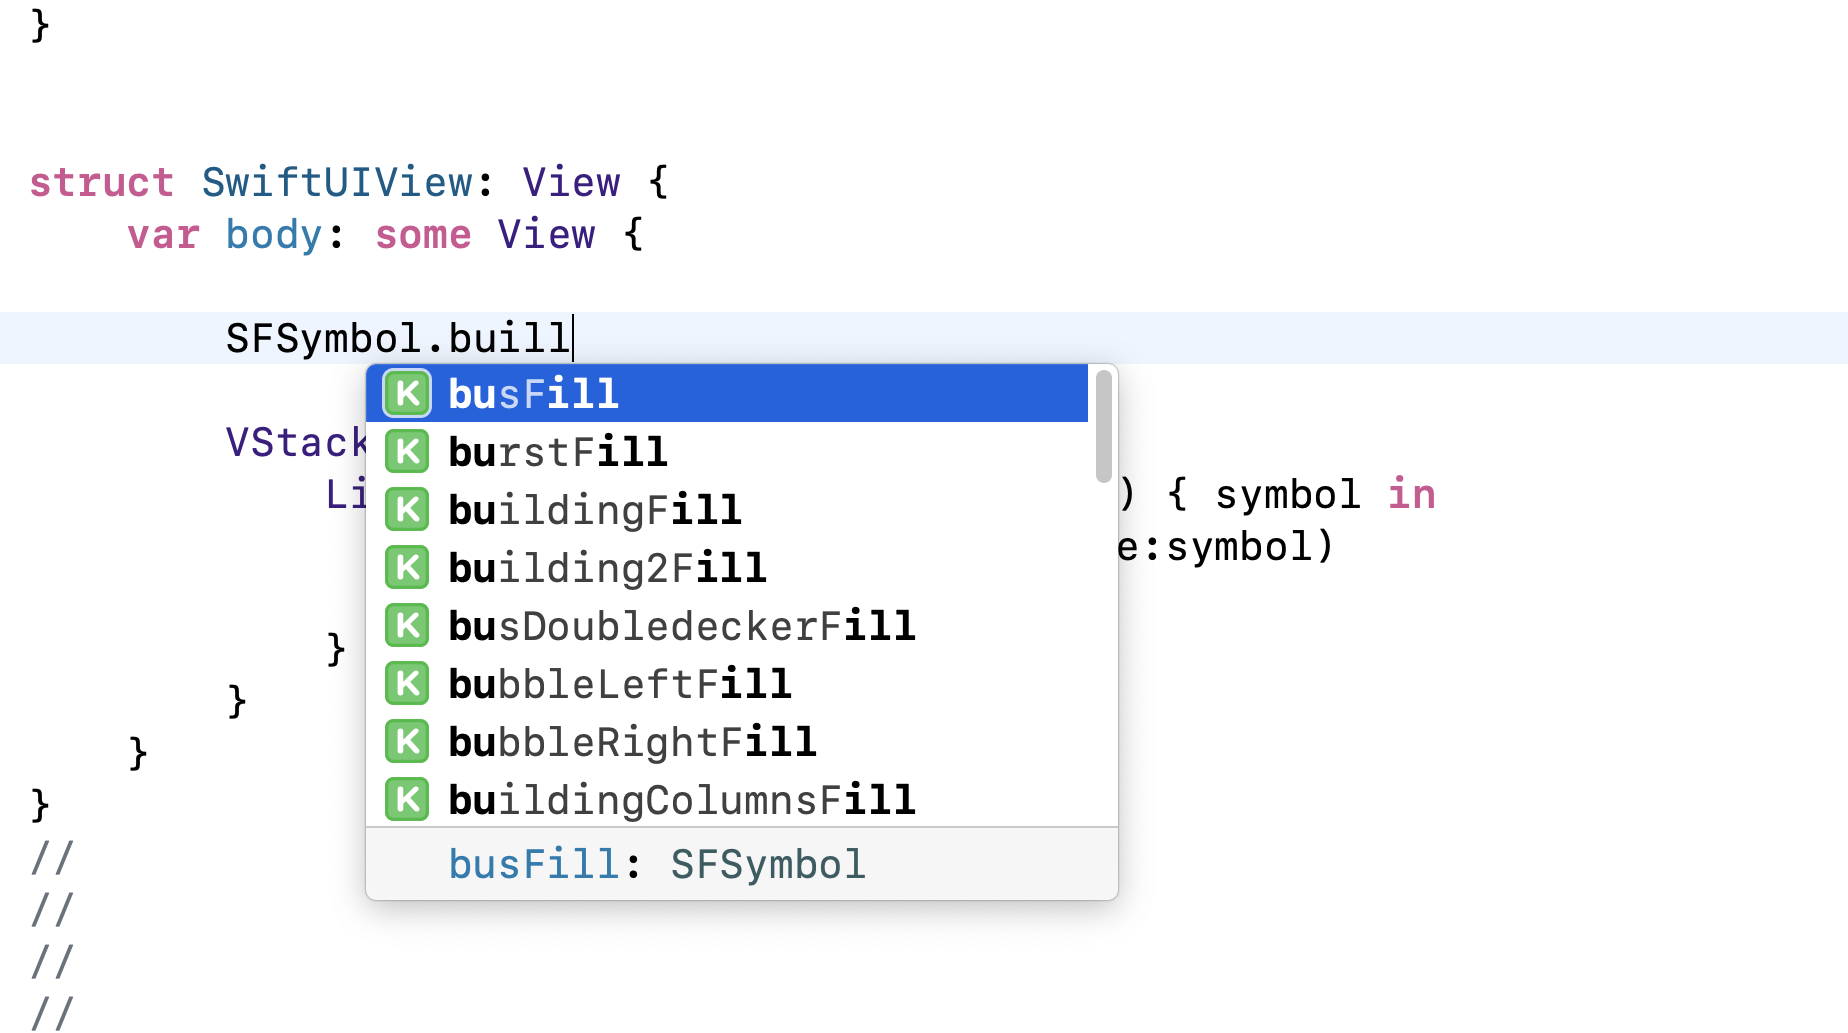 }
struct SwiftUIView: View {
var body: some View {
SFSymbol.buill
K busFill
VStack
K burstFill
Li ) { symbol in
K buildingFill
e:symbol)
K building2Fill
K busDoubledeckerFill
}
K bubbleLeftFill
}
K bubbleRightFill
}
K buildingColumnsFill
}
busFill: SFSymbol
//
//
//
//